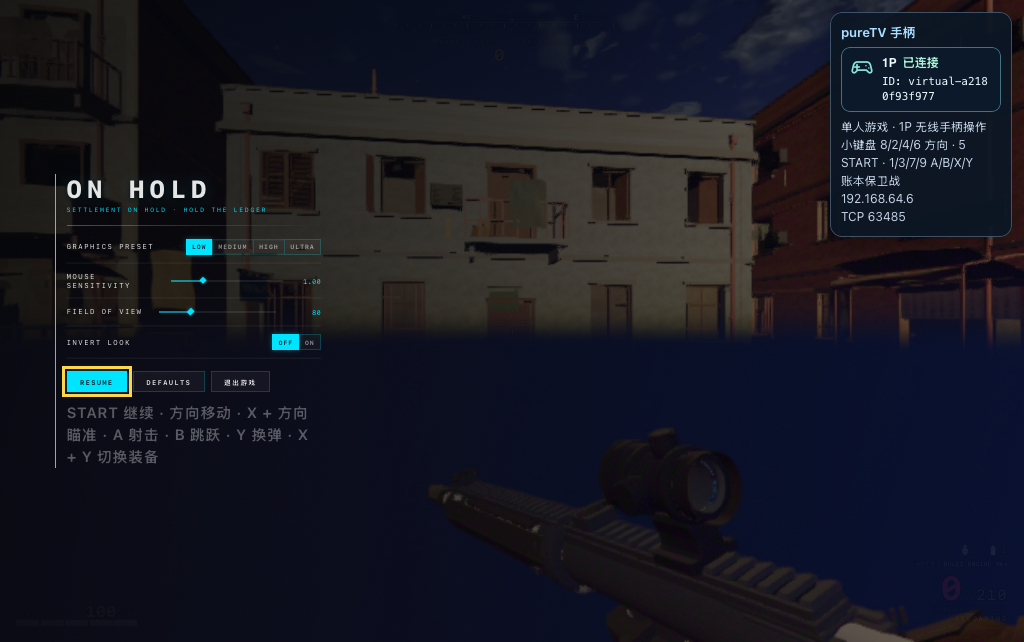 ON HOLD
SETTLEMENT ON HOLD · HOLD THE LEDGER
GRAPHICS PRESET LOW MEDIUM HIGH ULTRA
MOUSE
SENSITIVITY 1.00
FIELD OF VIEW 80
INVERT LOOK OFF ON
RESUME DEFAULTS 退出游戏
START 继续 · 方向移动 · X + 方向
瞄准 · A 射击 · B 跳跃 · Y 换弹 · X
+ Y 切换装备
pureTV 手柄
1P 已连接
ID: virtual-a218
0f93f977
单人游戏 · 1P 无线手柄操作
小键盘 8/2/4/6 方向 · 5
START · 1/3/7/9 A/B/X/Y
账本保卫战
192.168.64.6
TCP 63485
0
100
0 210